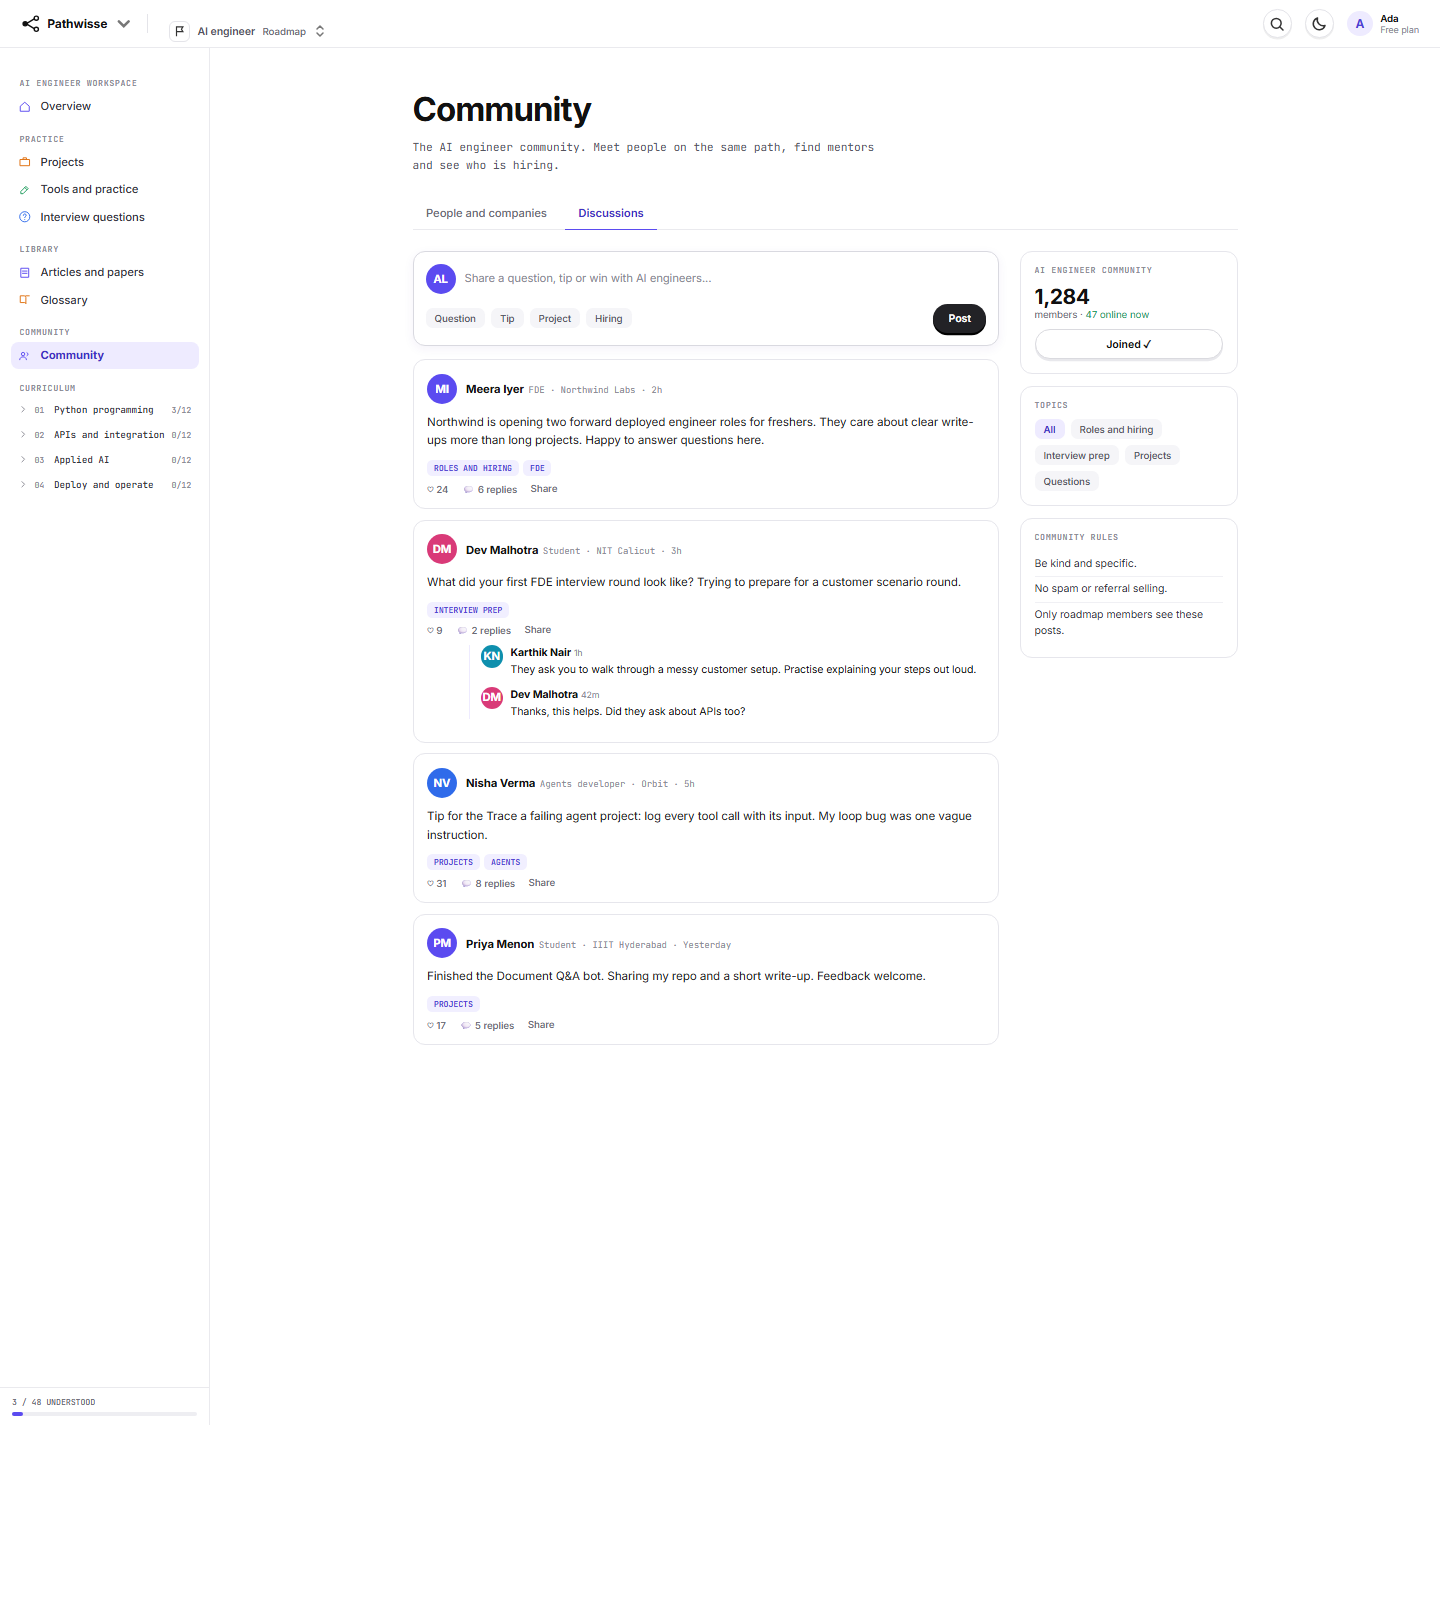 Pathwisse
AI engineer Roadmap
A
Ada
Free plan
AI ENGINEER WORKSPACE
Overview
PRACTICE
Projects
Tools and practice
Interview questions
LIBRARY
Articles and papers
Glossary
COMMUNITY
Community
CURRICULUM
01 Python programming 3/12
02 APIs and integration 0/12
03 Applied AI 0/12
04 Deploy and operate 0/12
3 / 48 UNDERSTOOD
Community
The AI engineer community. Meet people on the same path, find mentors
and see who is hiring.
People and companies
Discussions
AL
Share a question, tip or win with AI engineers...
Question
Tip
Project
Hiring
Post
MI
Meera Iyer FDE · Northwind Labs · 2h
Northwind is opening two forward deployed engineer roles for freshers. They care about clear write-
ups more than long projects. Happy to answer questions here.
ROLES AND HIRING
FDE
24
6 replies
Share
DM
Dev Malhotra Student · NIT Calicut · 3h
What did your first FDE interview round look like? Trying to prepare for a customer scenario round.
INTERVIEW PREP
9
2 replies
Share
KN
Karthik Nair 1h
They ask you to walk through a messy customer setup. Practise explaining your steps out loud.
DM
Dev Malhotra 42m
Thanks, this helps. Did they ask about APIs too?
NV
Nisha Verma Agents developer · Orbit · 5h
Tip for the Trace a failing agent project: log every tool call with its input. My loop bug was one vague
instruction.
PROJECTS
AGENTS
31
8 replies
Share
PM
Priya Menon Student · IIIT Hyderabad · Yesterday
Finished the Document Q&A bot. Sharing my repo and a short write-up. Feedback welcome.
PROJECTS
17
5 replies
Share
AI ENGINEER COMMUNITY
1,284
members · 47 online now
Joined ✓
TOPICS
All
Roles and hiring
Interview prep
Projects
Questions
COMMUNITY RULES
Be kind and specific.
No spam or referral selling.
Only roadmap members see these
posts.